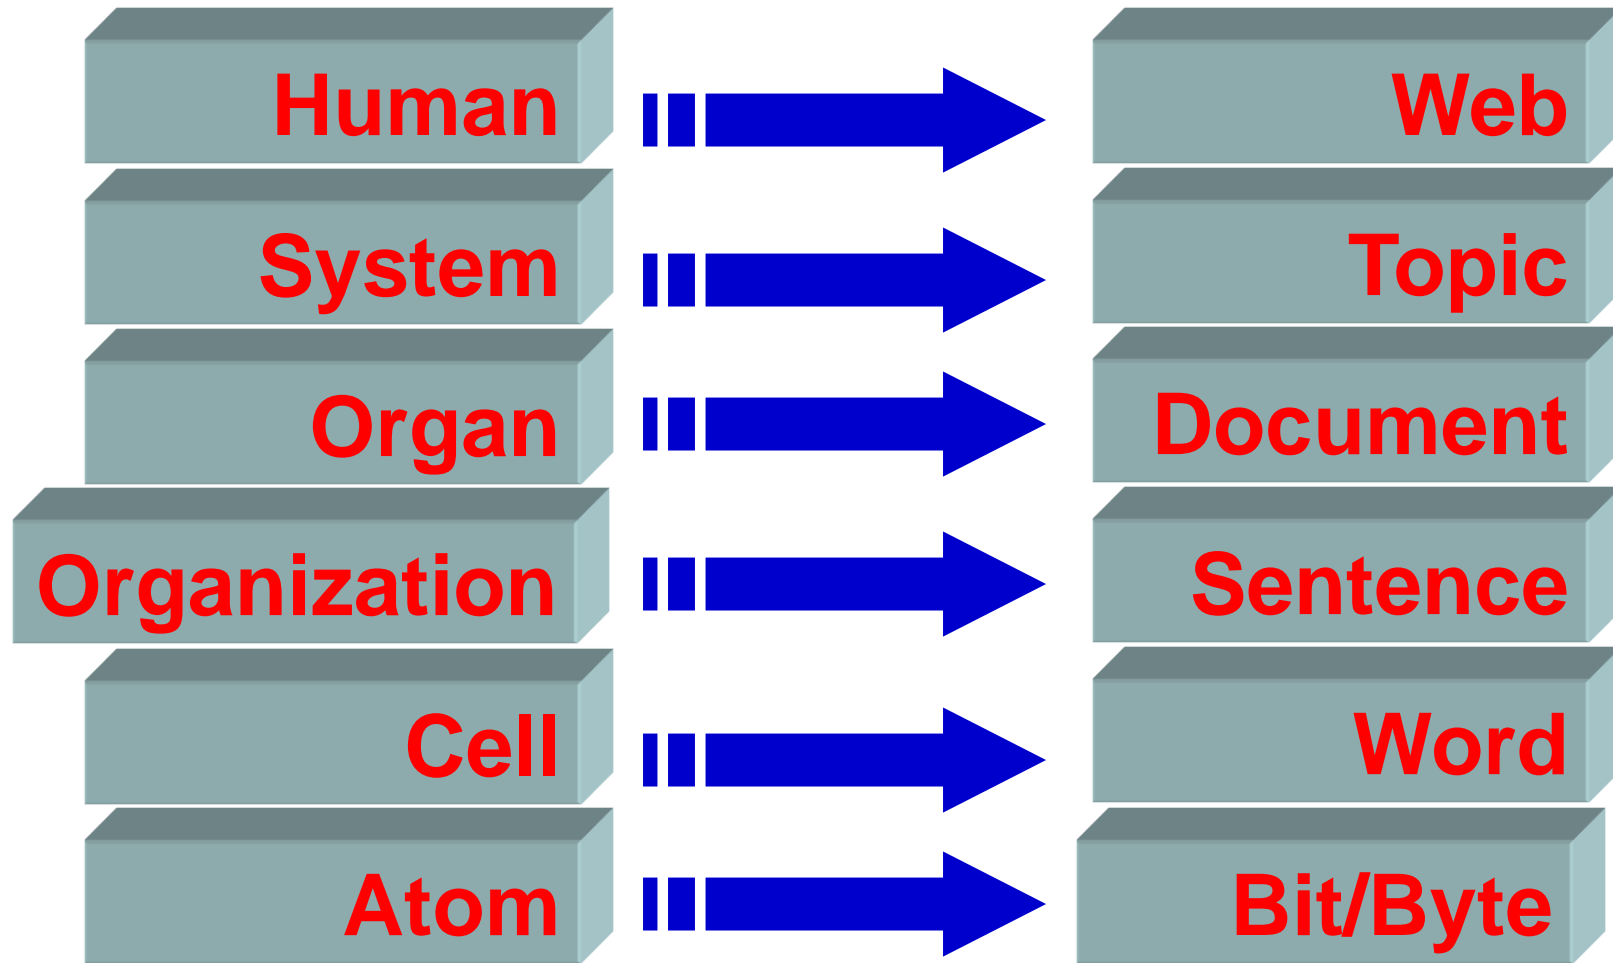 Human
Web
System
Topic
Organ
Document
Organization
Sentence
Cell
Word
Atom
Bit/Byte